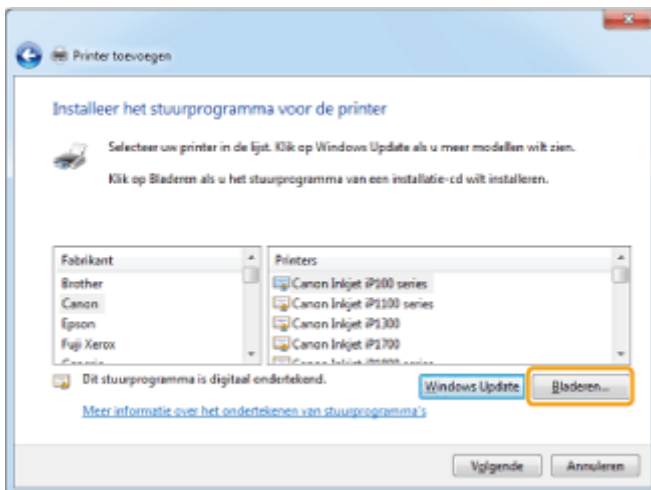 Printer toevoegen
Installeer het stuurprogramma voor de printer
Selecteer uw printer in de lijst. Klik op Windows Update als u meer modellen wilt zien.
Klik op Bladeren als u het stuurprogramma van een installatie-cd wilt installeren.
Fabrikant
Brother
Canon
Epson
Fuji Xerox
Printers
Canon Inkjet iP100 series
Canon Inkjet iP1100 series
Canon Inkjet iP1300
Canon Inkjet iP1700
Dit stuurprogramma is digitaal ondertekend.
Windows Update
Bladeren...
Meer informatie over het ondertekenen van stuurprogramma's
Volgende
Annuleren